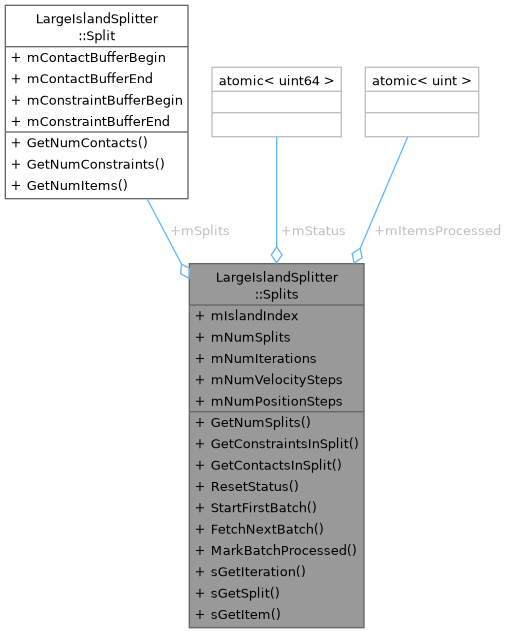 LargeIslandSplitter
::Split
+ mContactBufferBegin
+ mContactBufferEnd
+ mConstraintBufferBegin
+ mConstraintBufferEnd
+ GetNumContacts()
+ GetNumConstraints()
+ GetNumItems()
atomic< uint64 >
atomic< uint >
+mSplits
+mStatus
+mItemsProcessed
LargeIslandSplitter
::Splits
+ mIslandIndex
+ mNumSplits
+ mNumIterations
+ mNumVelocitySteps
+ mNumPositionSteps
+ GetNumSplits()
+ GetConstraintsInSplit()
+ GetContactsInSplit()
+ ResetStatus()
+ StartFirstBatch()
+ FetchNextBatch()
+ MarkBatchProcessed()
+ sGetIteration()
+ sGetSplit()
+ sGetItem()